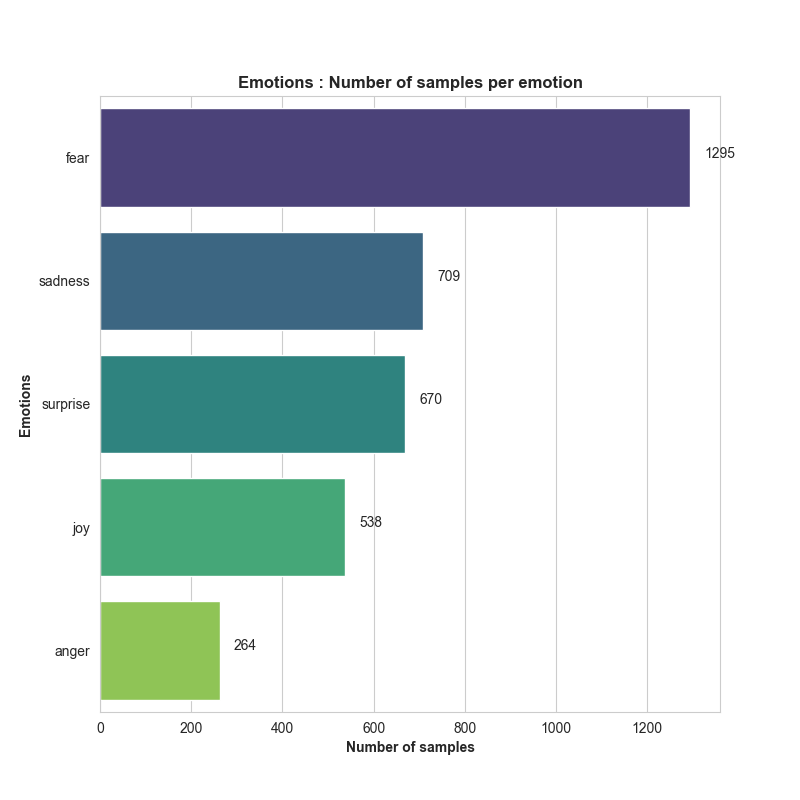 Emotions : Number of samples per emotion
fear
1295
sadness
709
Emotions
surprise
670
joy
538
anger
264
0 200 400 600 800 1000 1200
Number of samples